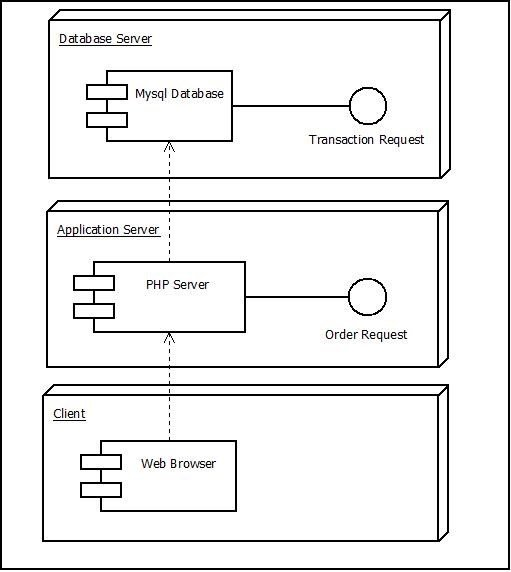 Database Server
Mysql Database
Transaction Request
Application Server
PHP Server
Order Request
Client
Web Browser